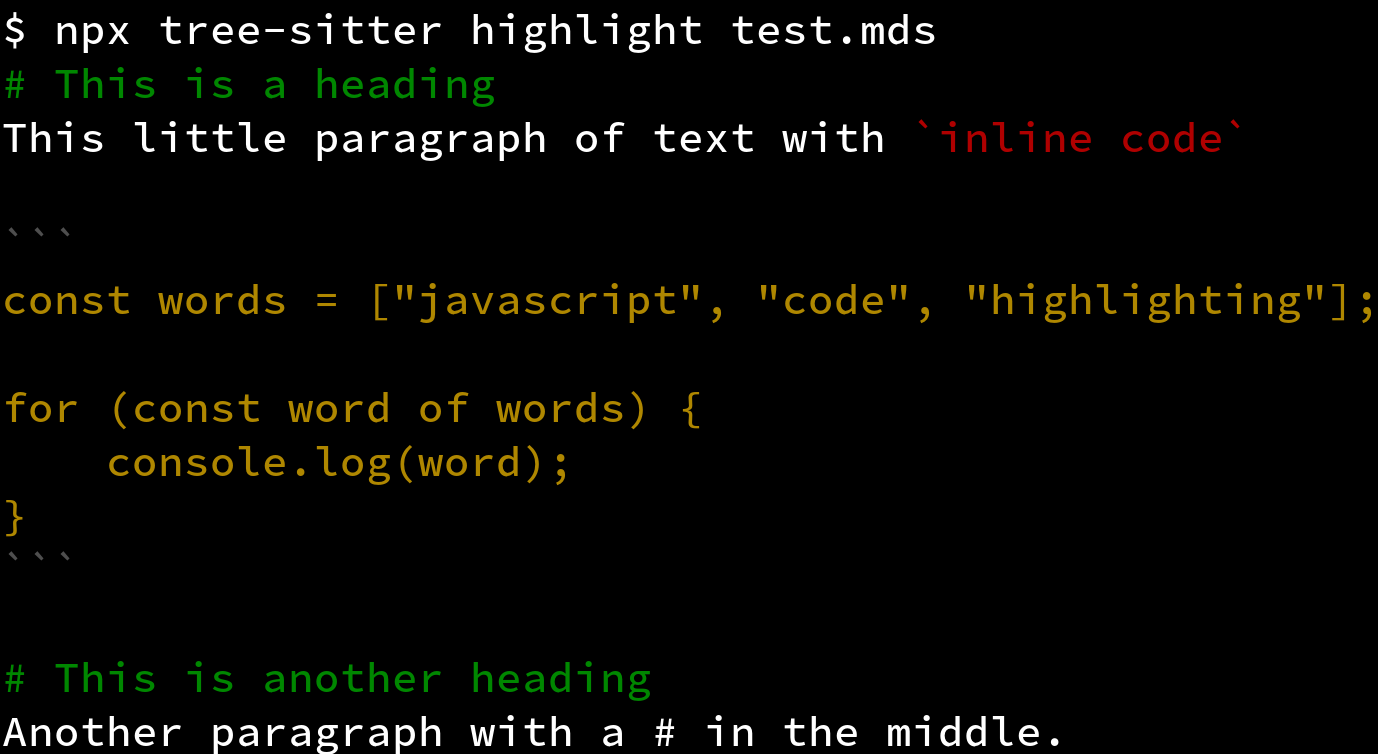 $ npx tree-sitter highlight test.mds
# This is a heading
This little paragraph of text with `inline code`
```
const words = ["javascript", "code", "highlighting"];
for (const word of words) {
    console.log(word);
}
```
# This is another heading
Another paragraph with a # in the middle.